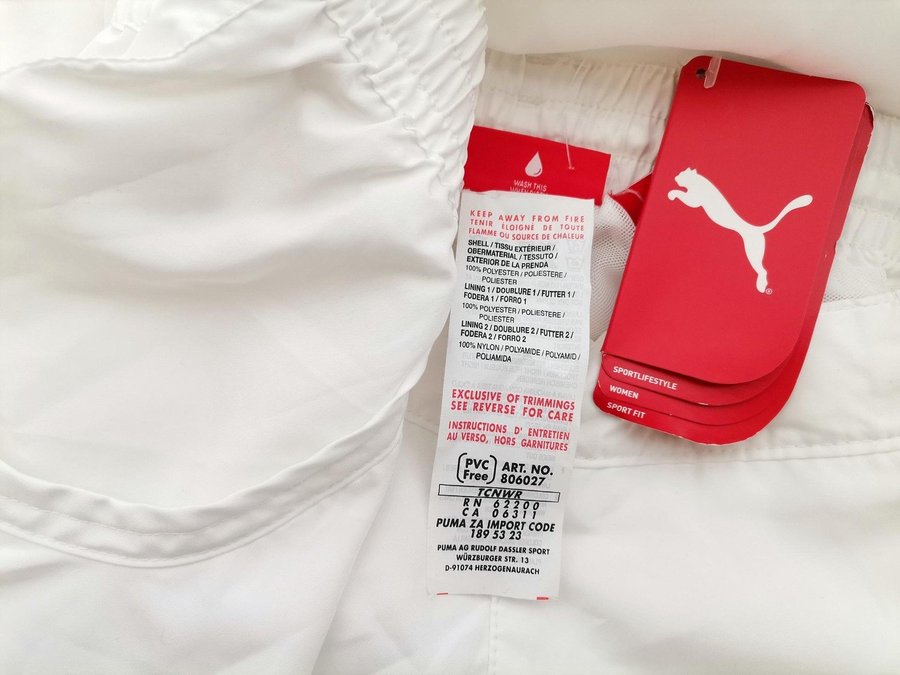 WASH THIS
KEEP AWAY FROM FIRE
TENIR ÉLOIGNE DE TOUTE
FLAMME OU SOURCE DE CHALEUR
SHELL / TISSU EXTÉRIEUR /
OBERMATERIAL / TESSUTO /
EXTERIOR DE LA PRENDA
100% POLYESTER / POLIESTERE /
POLIESTER
LINING 1 / DOUBLURE 1 / FUTTER 1 /
FODERA 1 / FORRO 1
100% POLYESTER / POLIESTERE /
POLIESTER
LINING 2 / DOUBLURE 2 / FUTTER 2 /
FODERA 2 / FORRO 2
100% NYLON / POLYAMIDE / POLYAMID /
POLIAMIDA
EXCLUSIVE OF TRIMMINGS
SEE REVERSE FOR CARE
INSTRUCTIONS D' ENTRETIEN
AU VERSO, HORS GARNITURES
PVC Free ART. NO. 806027
TCNWR
RN 62200
CA 06311
PUMA ZA IMPORT CODE
189 53 23
PUMA AG RUDOLF DASSLER SPORT
WÜRZBURGER STR. 13
D-91074 HERZOGENAURACH
®
SPORTLIFESTYLE
WOMEN
SPORT FIT